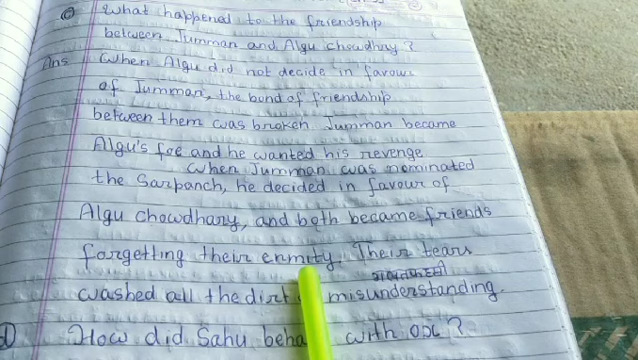 (c) What happened to the friendship
between Jumman and Algu chowdhry?
Ans When Algu did not decide in favour
of Jumman, the bond of friendship
between them was broken. Jumman became
Algu's foe and he wanted his revenge
When Jumman was nominated
the Sarpanch, he decided in favour of
Algu chowdhary, and both became friends
forgetting their enmity. Their tears
गलतफहमी
washed all the dirt misunderstanding.
d) How did Sahu beha with ox?